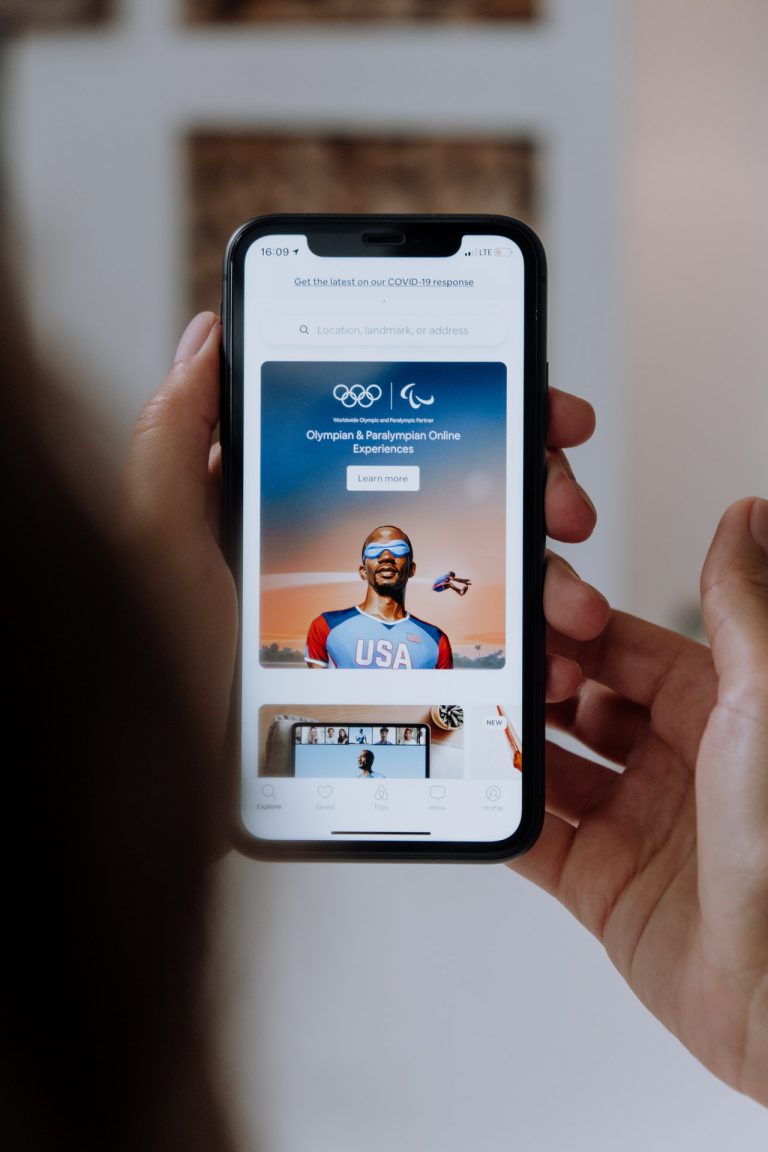 16:09
LTE
Get the latest on our COVID-19 response
Location, landmark, or address
Worldwide Olympic and Paralympic Partner
Olympian & Paralympian Online
Experiences
Learn more
USA
NEW
Explore
Saved
Trips
Inbox
Profile